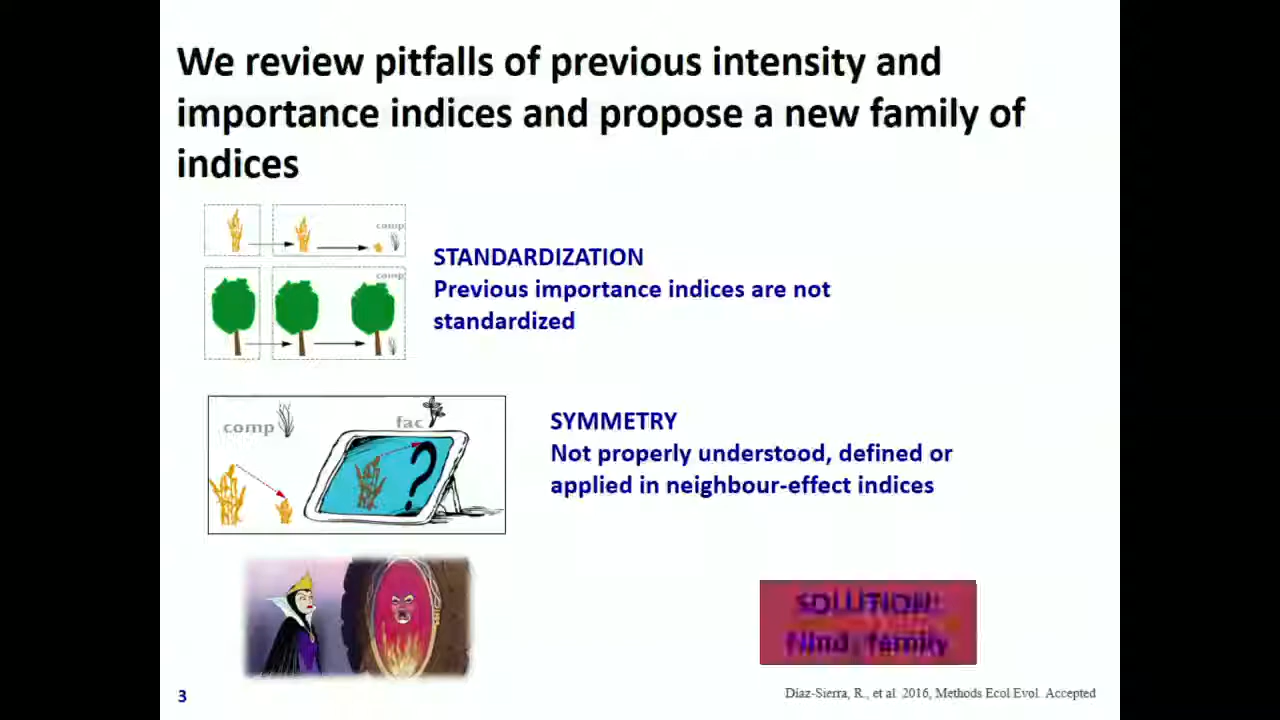 We review pitfalls of previous intensity and
importance indices and propose a new family of
indices
comp
comp
STANDARDIZATION
Previous importance indices are not
standardized
comp
fac
?
SYMMETRY
Not properly understood, defined or
applied in neighbour-effect indices
SOLUTION:
family
3
Díaz-Sierra, R., et al. 2016, Methods Ecol Evol. Accepted